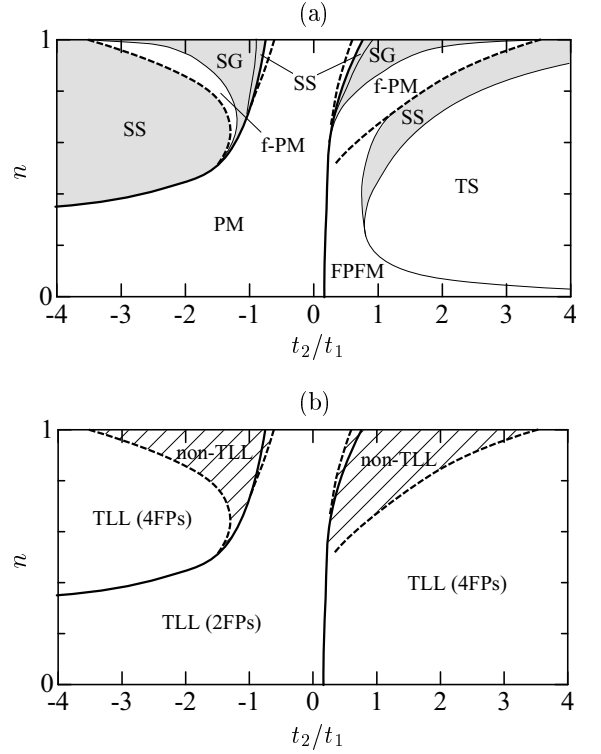 (a)
1
SG
SG
SS
f-PM
SS
SS
f-PM
n
TS
PM
FPFM
0
-4 -3 -2 -1 0 1 2 3 4
t2/t1
(b)
1
non-TLL
non-TLL
TLL (4FPs)
n
TLL (4FPs)
TLL (2FPs)
0
-4 -3 -2 -1 0 1 2 3 4
t2/t1